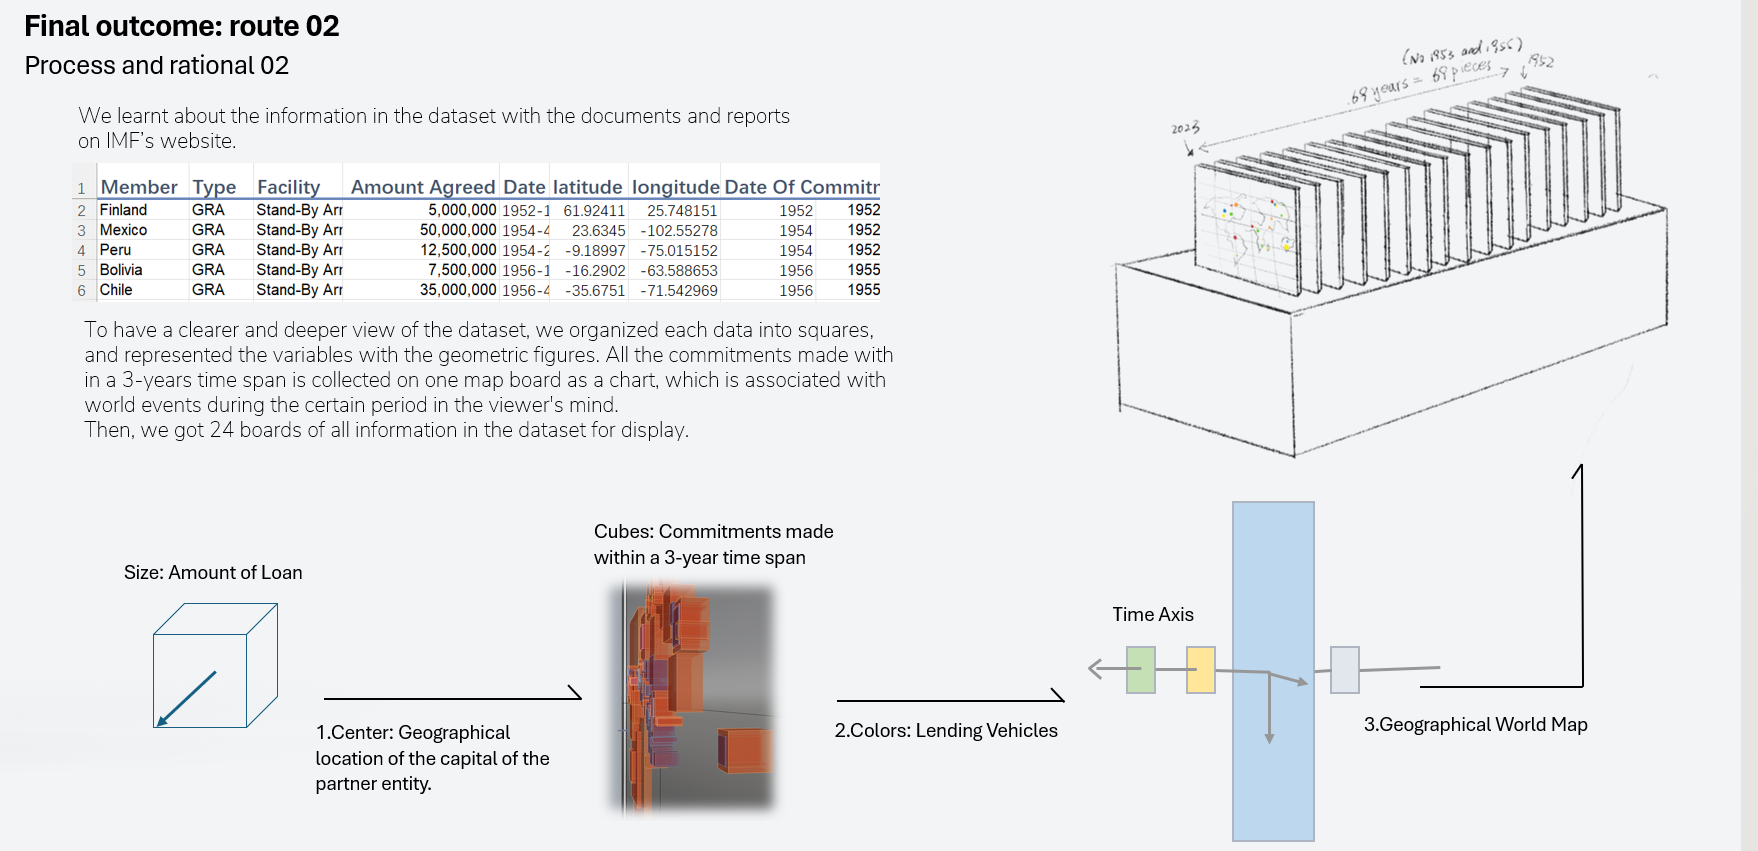 Final outcome: route 02
Process and rational 02
We learnt about the information in the dataset with the documents and reports
on IMF's website.
1 Member Type Facility Amount Agreed Date latitude longitude Date Of Commitm
2 Finland GRA Stand-By Arr 5,000,000 1952-1 61.92411 25.748151 1952 1952
3 Mexico GRA Stand-By Arr 50,000,000 1954-4 23.6345 -102.55278 1954 1952
4 Peru GRA Stand-By Arr 12,500,000 1954-2 -9.18997 -75.015152 1954 1952
5 Bolivia GRA Stand-By Arr 7,500,000 1956-1 -16.2902 -63.588653 1956 1955
6 Chile GRA Stand-By Arr 35,000,000 1956-4 -35.6751 -71.542969 1956 1955
To have a clearer and deeper view of the dataset, we organized each data into squares,
and represented the variables with the geometric figures. All the commitments made with
in a 3-years time span is collected on one map board as a chart, which is associated with
world events during the certain period in the viewer's mind.
Then, we got 24 boards of all information in the dataset for display.
(No 1953 and 1955)
69 years = 69 pieces
1952
2023
Size: Amount of Loan
1.Center: Geographical
location of the capital of the
partner entity.
Cubes: Commitments made
within a 3-year time span
2.Colors: Lending Vehicles
Time Axis
3.Geographical World Map